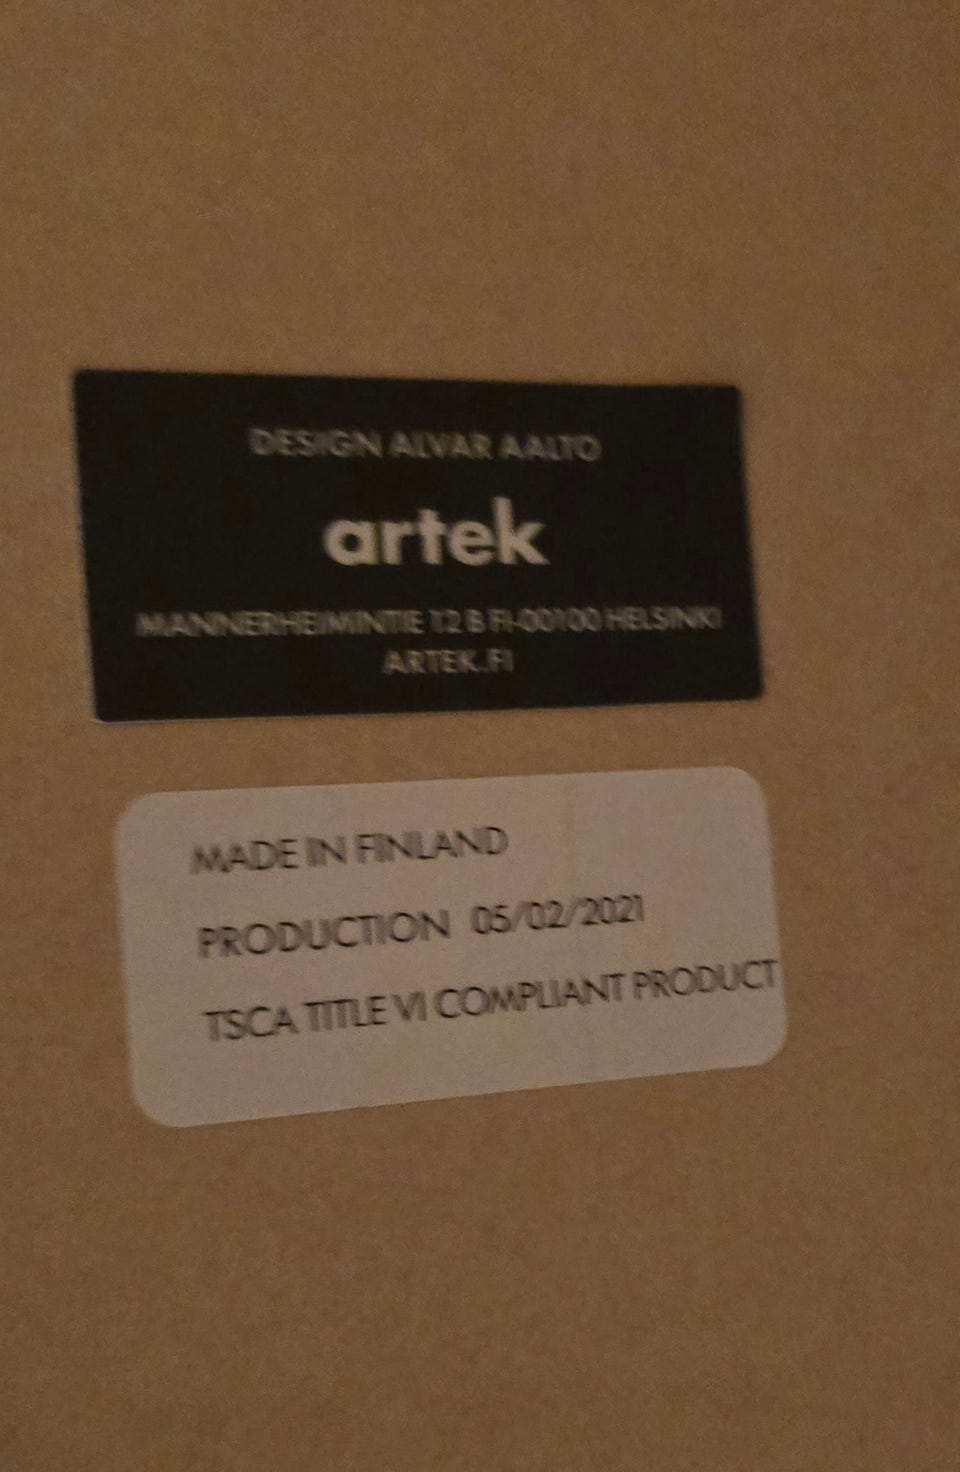 DESIGN ALVAR AALTO
artek
MANNERHEIMINTIE 12 B FI-00100 HELSINKI
ARTEK.FI
MADE IN FINLAND
PRODUCTION 05/02/2021
TSCA TITLE VI COMPLIANT PRODUCT